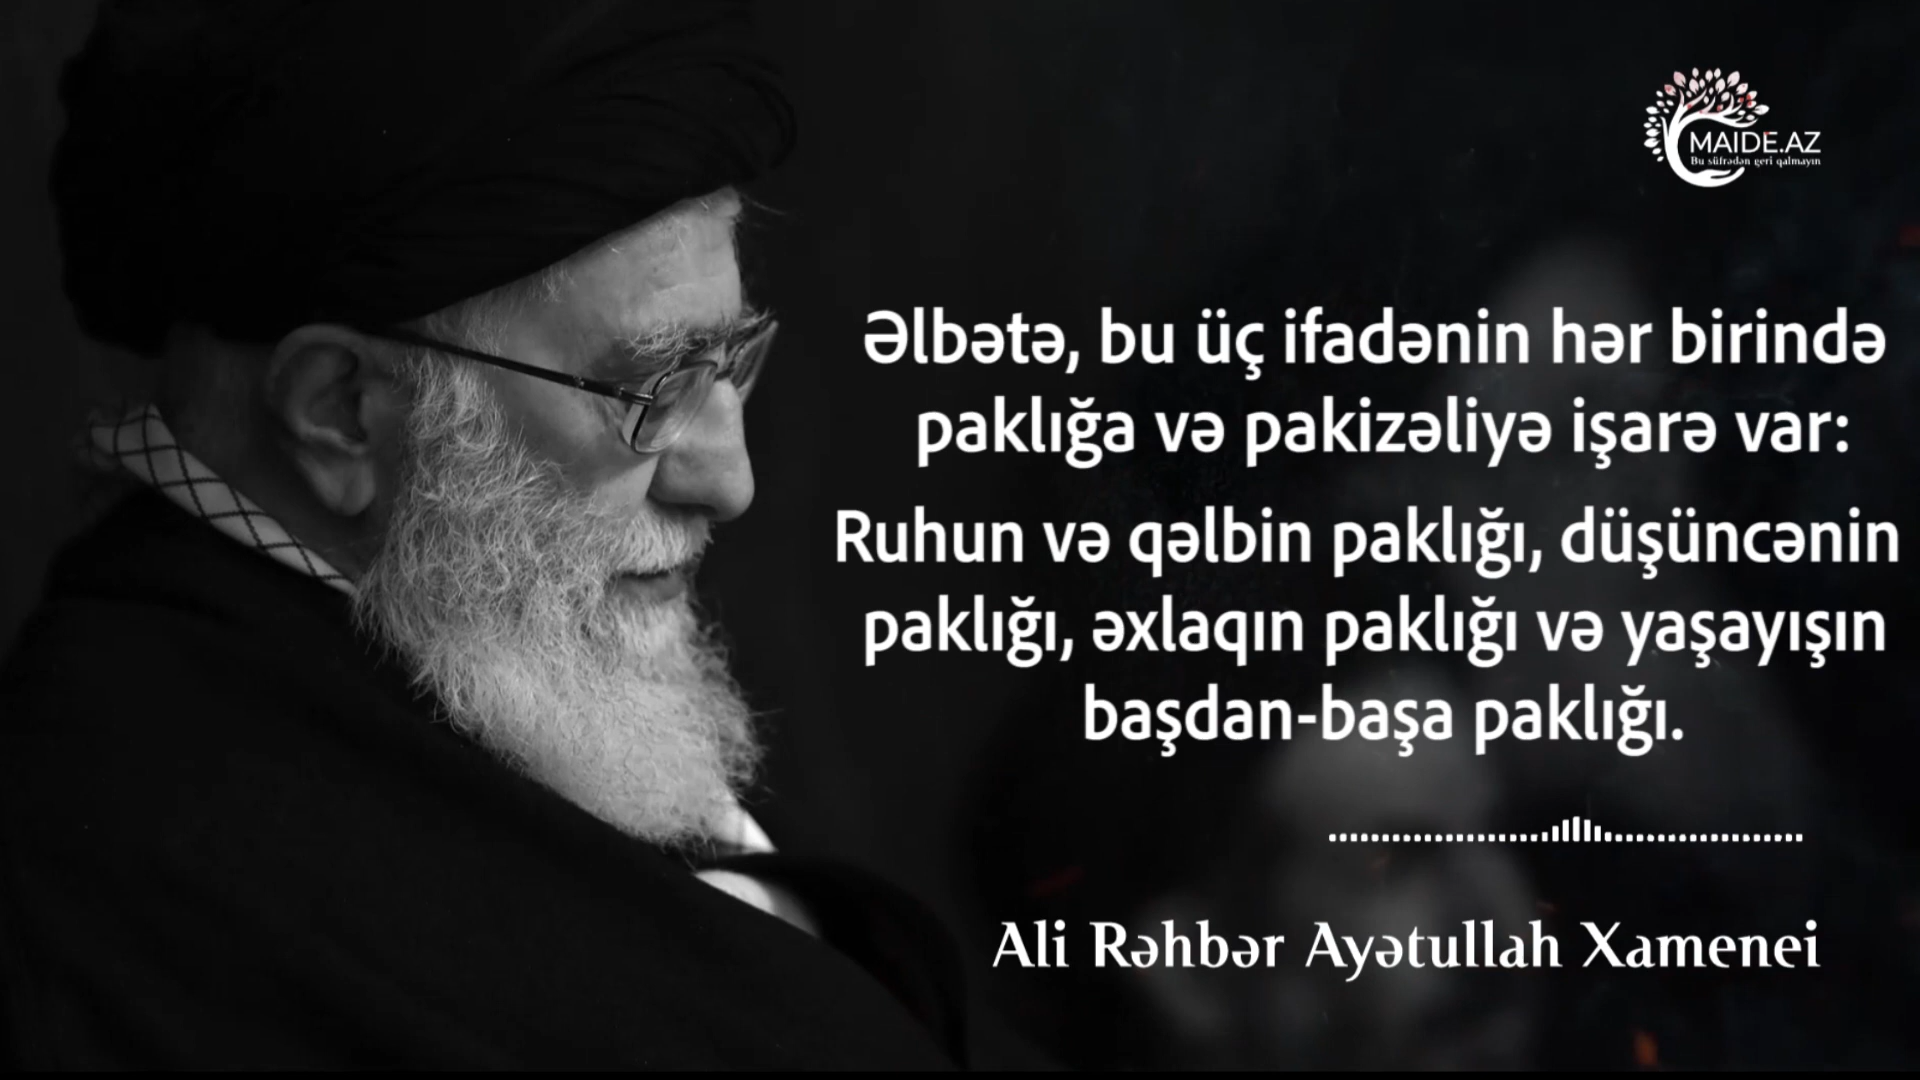 MAIDE.AZ
Bu süfrədən geri qalmayın
Əlbətə, bu üç ifadənin hər birində
paklığa və pakizəliyə işarə var:
Ruhun və qəlbin paklığı, düşüncənin
paklığı, əxlaqın paklığı və yaşayışın
başdan-başa paklığı.
Ali Rəhbər Ayətullah Xamenei